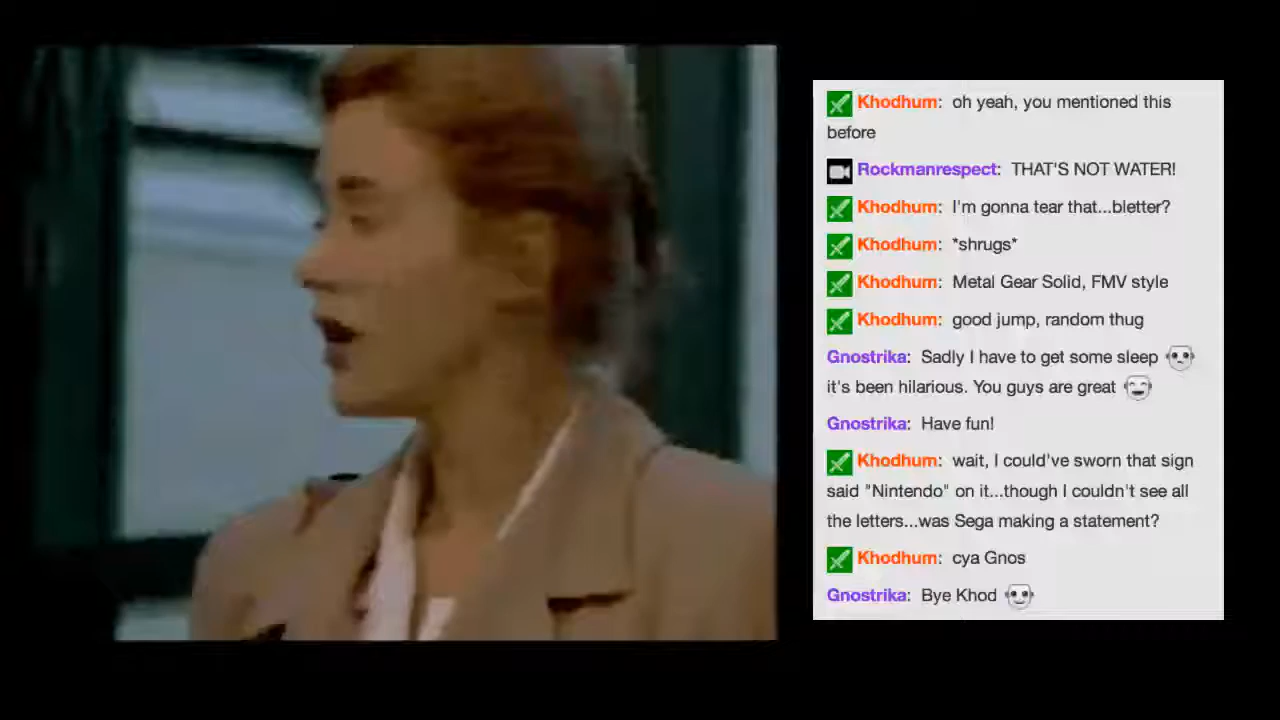 Khodhum: oh yeah, you mentioned this
before
Rockmanrespect: THAT'S NOT WATER!
Khodhum: I'm gonna tear that...bletter?
Khodhum: *shrugs*
Khodhum: Metal Gear Solid, FMV style
Khodhum: good jump, random thug
Gnostrika: Sadly I have to get some sleep
it's been hilarious. You guys are great
Gnostrika: Have fun!
Khodhum: wait, I could've sworn that sign
said "Nintendo" on it...though I couldn't see all
the letters...was Sega making a statement?
Khodhum: cya Gnos
Gnostrika: Bye Khod